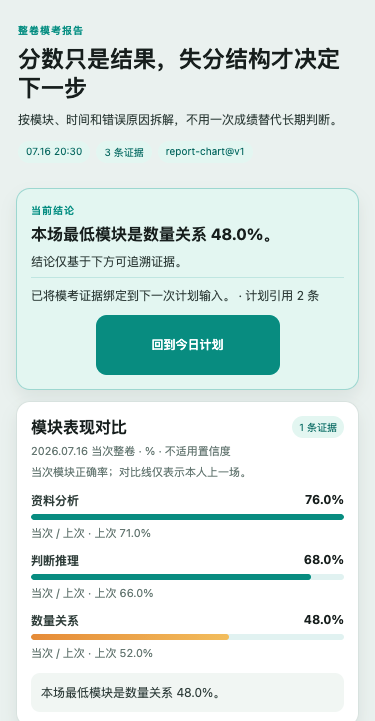 整卷模考报告
分数只是结果，失分结构才决定
下一步
按模块、时间和错误原因拆解，不用一次成绩替代长期判断。
07.16 20:30
3 条证据
report-chart@v1
当前结论
本场最低模块是数量关系 48.0%。
结论仅基于下方可追溯证据。
已将模考证据绑定到下一次计划输入。 · 计划引用 2 条
回到今日计划
模块表现对比
1 条证据
2026.07.16 当次整卷 · % · 不适用置信度
当次模块正确率；对比线仅表示本人上一场。
资料分析 76.0%
当次 / 上次 · 上次 71.0%
判断推理 68.0%
当次 / 上次 · 上次 66.0%
数量关系 48.0%
当次 / 上次 · 上次 52.0%
本场最低模块是数量关系 48.0%。